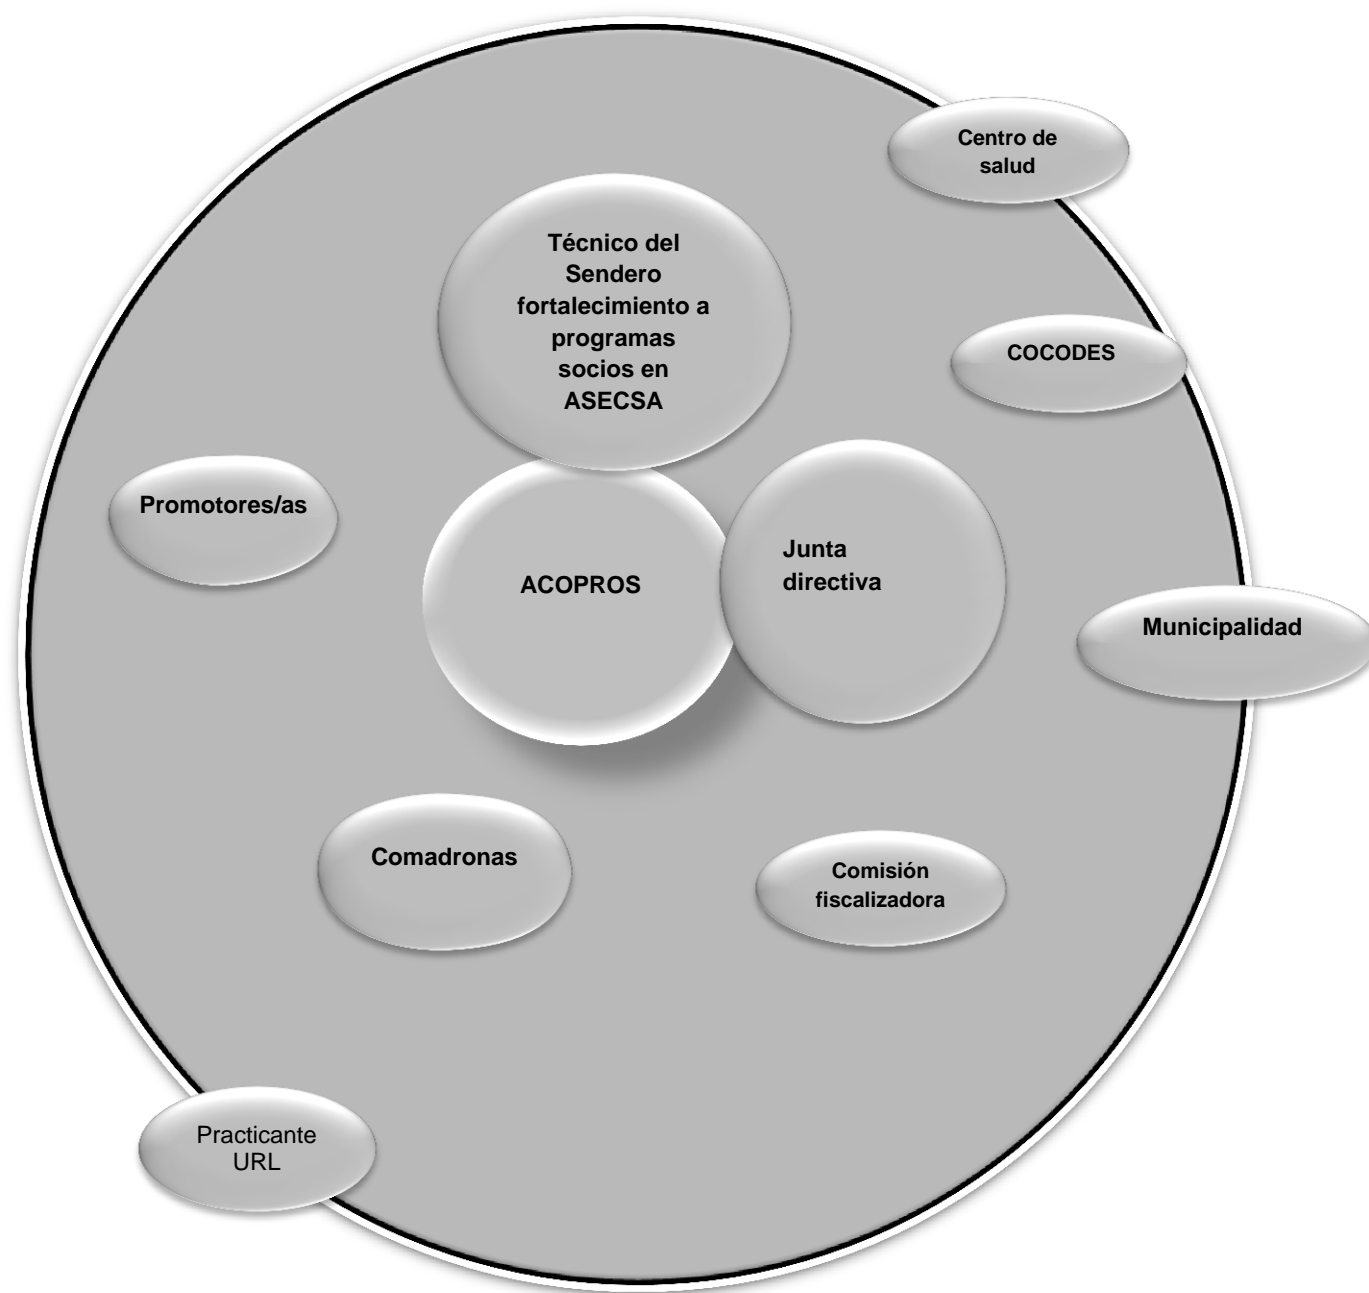 Centro de
salud
Técnico del
Sendero
fortalecimiento a
programas
socios en
ASECSA
COCODES
Promotores/as
ACOPROS
Junta
directiva
Municipalidad
Comadronas
Comisión
fiscalizadora
Practicante
URL